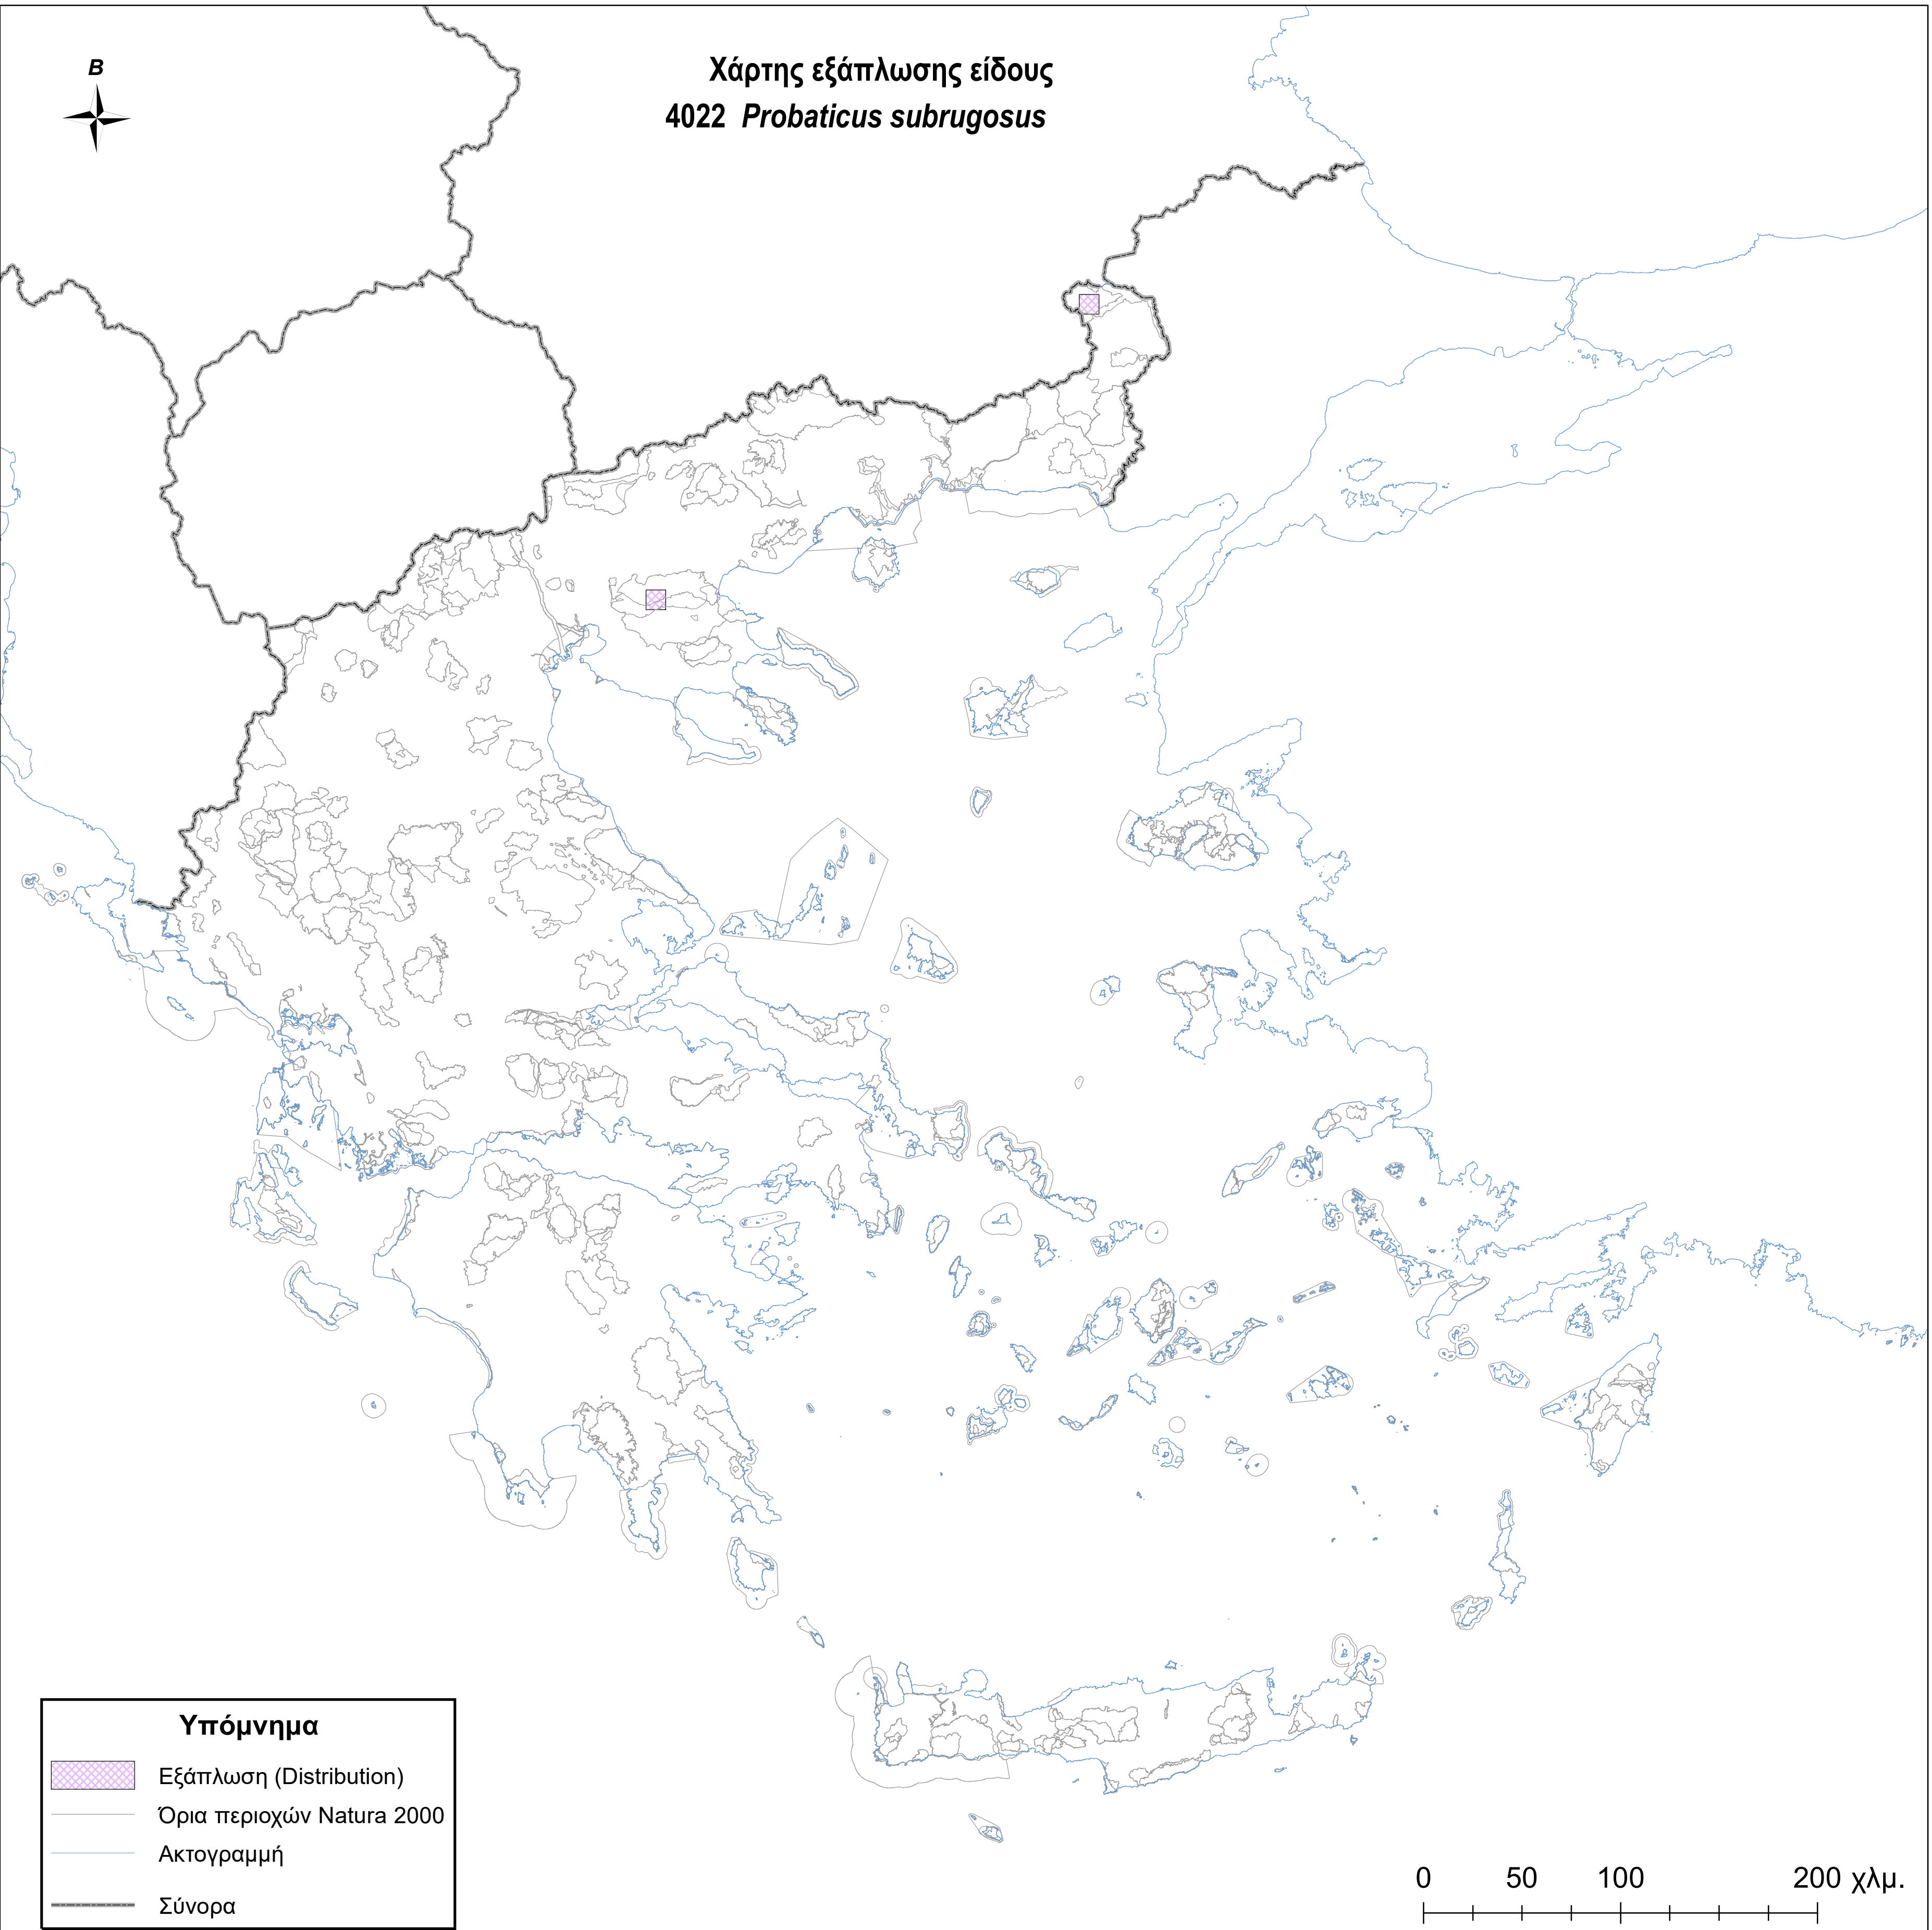 B
Χάρτης εξάπλωσης είδους
4022 Probaticus subrugosus
Υπόμνημα
Εξάπλωση (Distribution)
Όρια περιοχών Natura 2000
Ακτογραμμή
Σύνορα
0 50 100 200 χλμ.